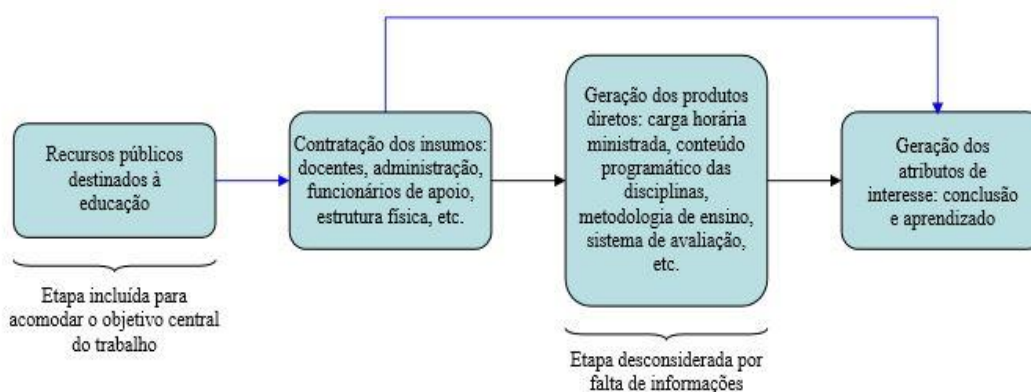 Recursos públicos
destinados à
educação
Contratação dos insumos:
docentes, administração,
funcionários de apoio,
estrutura física, etc.
Geração dos produtos
diretos: carga horária
ministrada, conteúdo
programático das
disciplinas,
metodologia de ensino,
sistema de avaliação,
etc.
Geração dos
atributos de
interesse: conclusão
e aprendizado
Etapa incluída para
acomodar o objetivo central
do trabalho
Etapa desconsiderada por
falta de informações